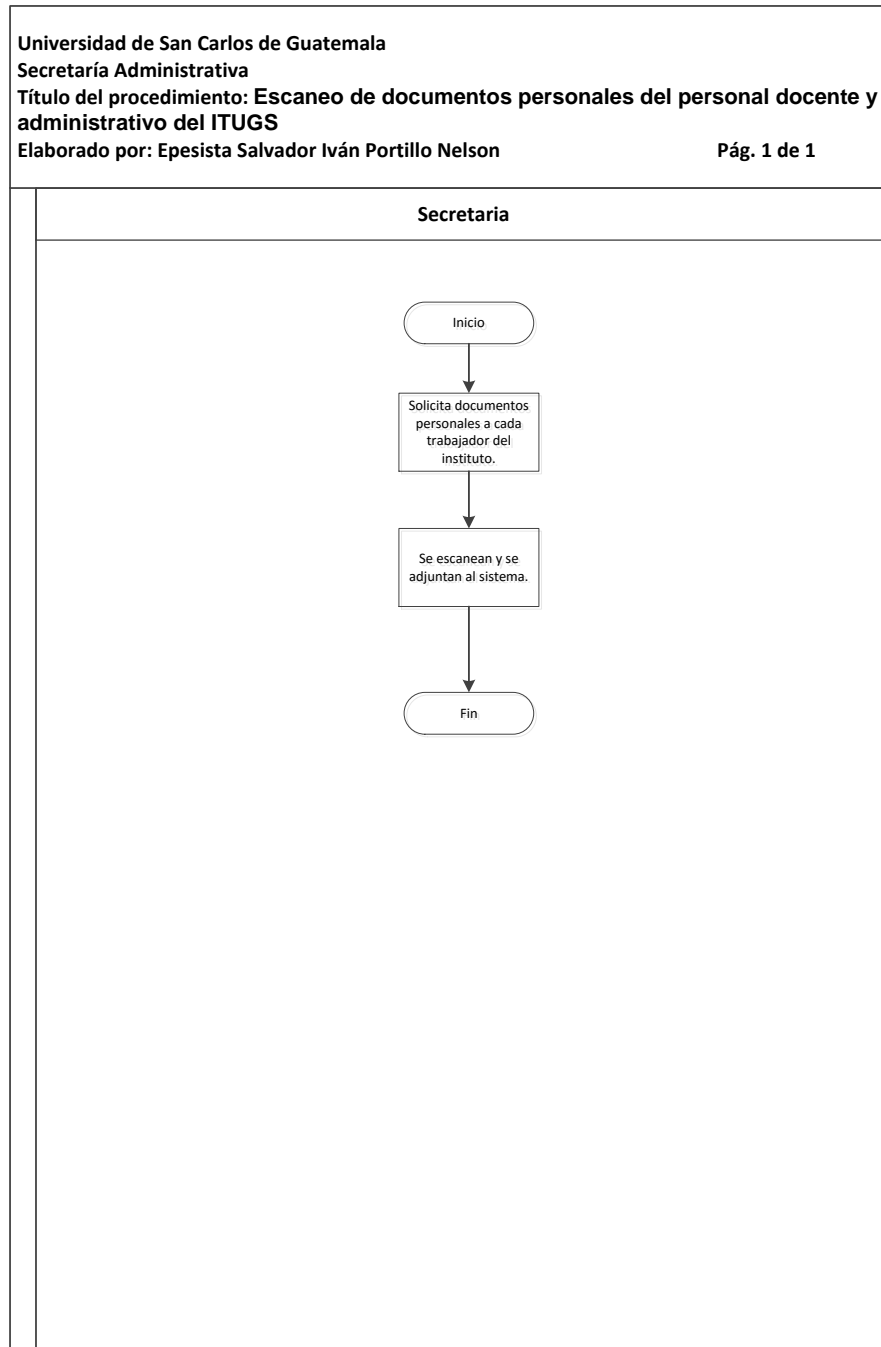 Universidad de San Carlos de Guatemala
Secretaría Administrativa
Título del procedimiento: Escaneo de documentos personales del personal docente y
administrativo del ITUGS
Elaborado por: Epesista Salvador Iván Portillo Nelson Pág. 1 de 1
Secretaria
Inicio
Solicita documentos
personales a cada
trabajador del
instituto.
Se escanean y se
adjuntan al sistema.
Fin